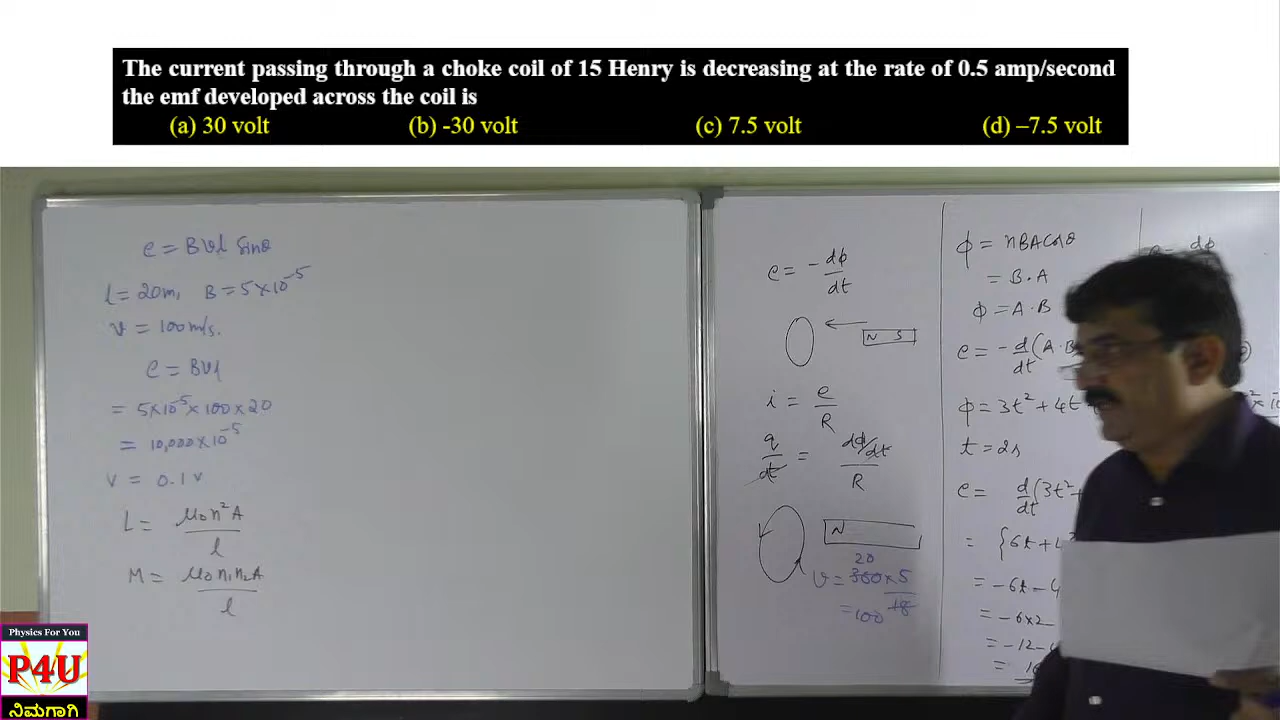 The current passing through a choke coil of 15 Henry is decreasing at the rate of 0.5 amp/second
the emf developed across the coil is
(a) 30 volt (b) -30 volt (c) 7.5 volt (d) –7.5 volt
e = Bvl sinθ
l = 20m, B = 5×10⁻⁵
v = 100m/s.
e = Bvl
= 5×10⁻⁵×100×20
= 10,000×10⁻⁵
V = 0.1 v
L = μ₀n²A / l
M = μ₀n₁n₂A / l
e = -dφ/dt
N S
i = e/R
q/dt = dφ/dt / R
N
20
v = 360×5/18
= 100
φ = nBAcosθ
= B·A
φ = A·B
e = -d/dt (A·B
φ = 3t² + 4t
t = 2s
e = d/dt (3t²+
= {6t+4
= -6t-4
= -6×2
= -12-
=
dφ
Physics For You
P4U
ನಿಮಗಾಗಿ